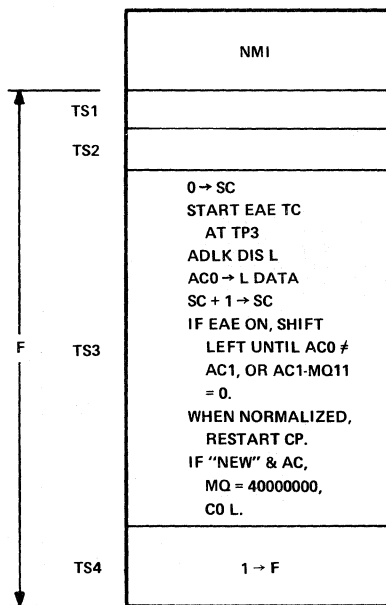 NMI
TS1
TS2
0 → SC
START EAE TC
AT TP3
ADLK DIS L
AC0 → L DATA
SC + 1 → SC
IF EAE ON, SHIFT
LEFT UNTIL AC0 ≠
AC1, OR AC1-MQ11
= 0.
WHEN NORMALIZED,
RESTART CP.
IF "NEW" & AC,
MQ = 40000000,
C0 L.
F
TS3
TS4
1 → F